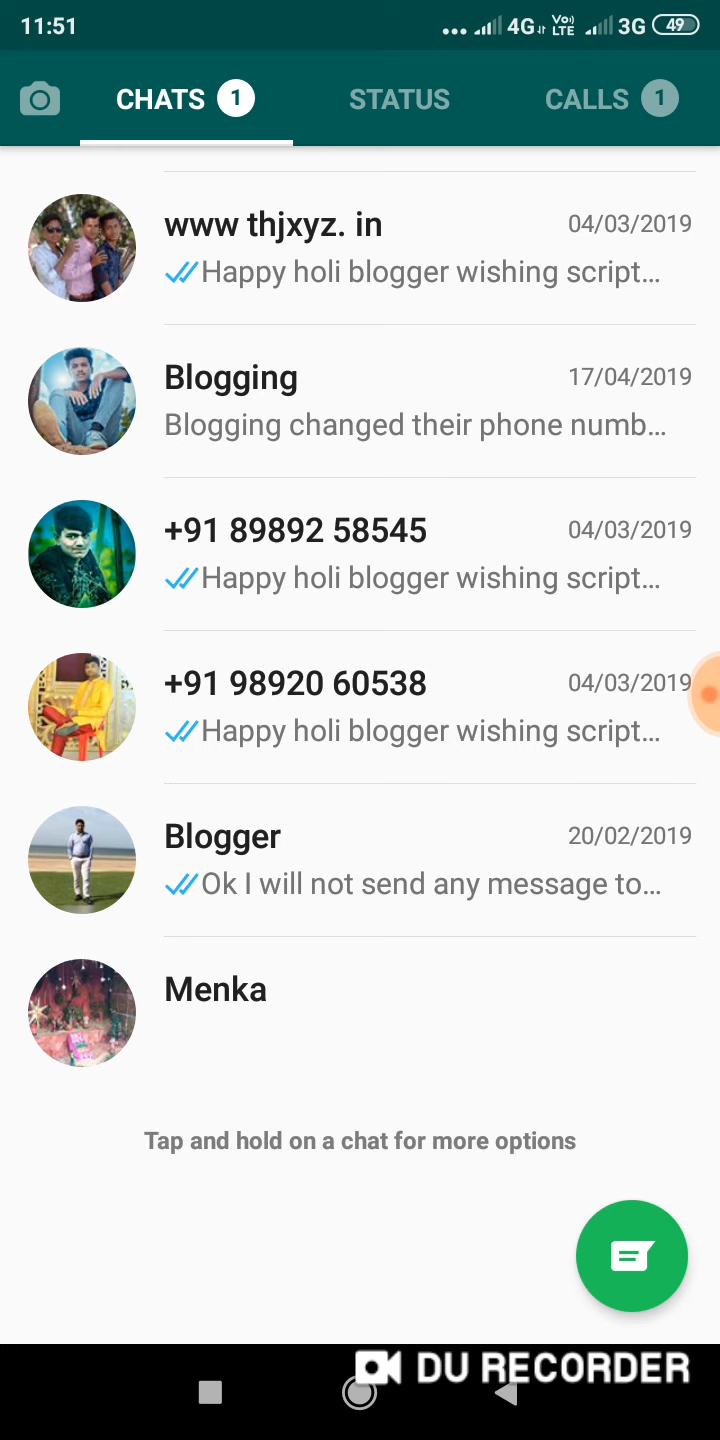 11:51
4G Vo)) LTE 3G 49
CHATS 1 STATUS CALLS 1
www thjxyz. in 04/03/2019
Happy holi blogger wishing script...
Blogging 17/04/2019
Blogging changed their phone numb...
+91 89892 58545 04/03/2019
Happy holi blogger wishing script...
+91 98920 60538 04/03/2019
Happy holi blogger wishing script...
Blogger 20/02/2019
Ok I will not send any message to...
Menka
Tap and hold on a chat for more options
DU RECORDER